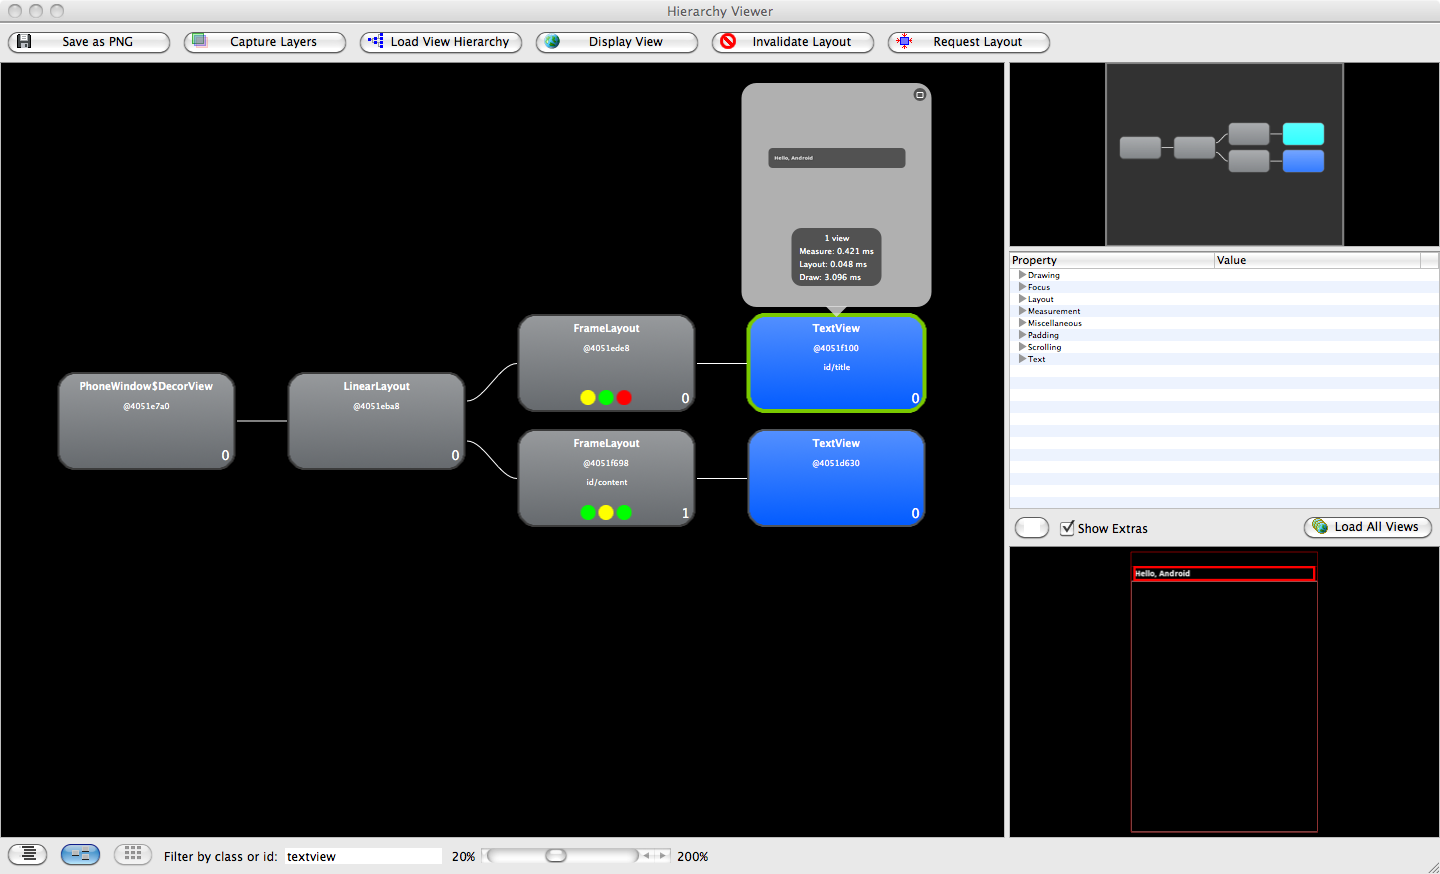 Hierarchy Viewer
Save as PNG
Capture Layers
Load View Hierarchy
Display View
Invalidate Layout
Request Layout
Hello, Android
1 view
Measure: 0.421 ms
Layout: 0.048 ms
Draw: 3.096 ms
PhoneWindow$DecorView
@4051e7a0
0
LinearLayout
@4051eba8
0
FrameLayout
@4051ede8
0
TextView
@4051f100
id/title
0
FrameLayout
@4051f698
id/content
1
TextView
@4051d630
0
Property Value
Drawing
Focus
Layout
Measurement
Miscellaneous
Padding
Scrolling
Text
Show Extras
Load All Views
Hello, Android
Filter by class or id: textview
20% 200%